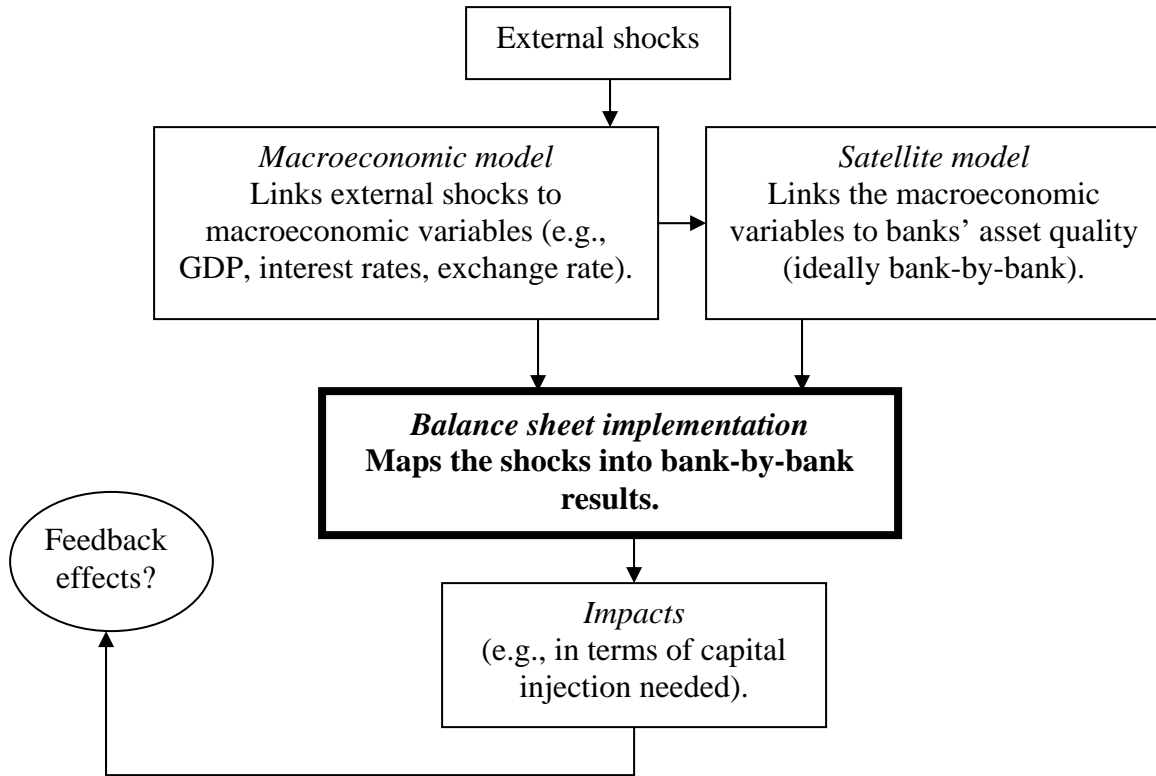 External shocks
Macroeconomic model
Links external shocks to
macroeconomic variables (e.g.,
GDP, interest rates, exchange rate).
Satellite model
Links the macroeconomic
variables to banks’ asset quality
(ideally bank-by-bank).
Balance sheet implementation
Maps the shocks into bank-by-bank
results.
Feedback
effects?
Impacts
(e.g., in terms of capital
injection needed).